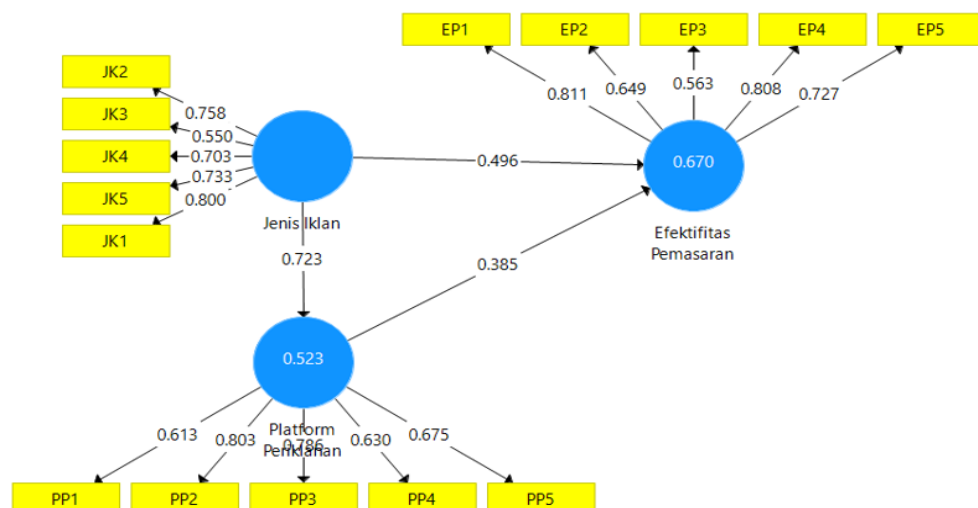 EP1
EP2
EP3
EP4
EP5
0.811
0.649
0.563
0.808
0.727
JK2
JK3
JK4
JK5
JK1
0.758
0.550
0.703
0.733
0.800
Jenis Iklan
0.496
0.670
Efektifitas
Pemasaran
0.723
0.385
0.523
Platform
Periklanan
0.613
0.803
0.786
0.630
0.675
PP1
PP2
PP3
PP4
PP5